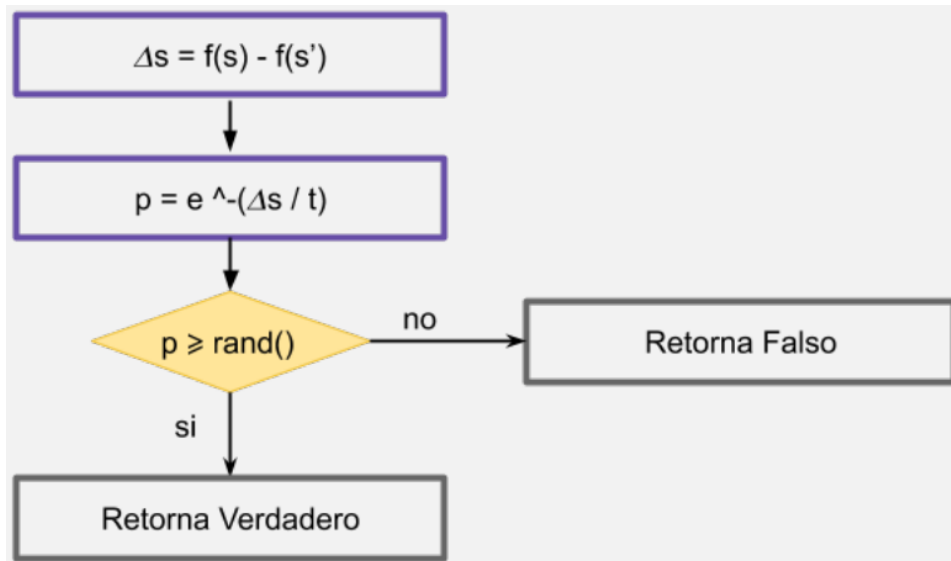 Δs = f(s) - f(s’)
p = e ^-(Δs / t)
p ⩾ rand()
no
Retorna Falso
si
Retorna Verdadero